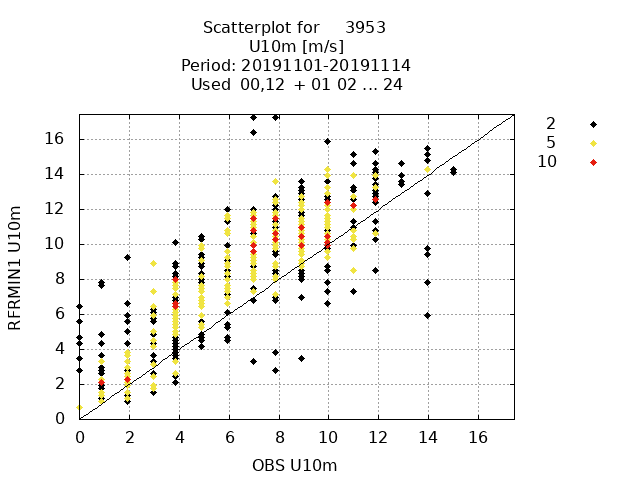 Scatterplot for 3953
U10m [m/s]
Period: 20191101-20191114
Used 00,12 + 01 02 ... 24
2
5
10
16
14
12
10
8
6
4
2
0
RFRMIN1 U10m
0 2 4 6 8 10 12 14 16
OBS U10m